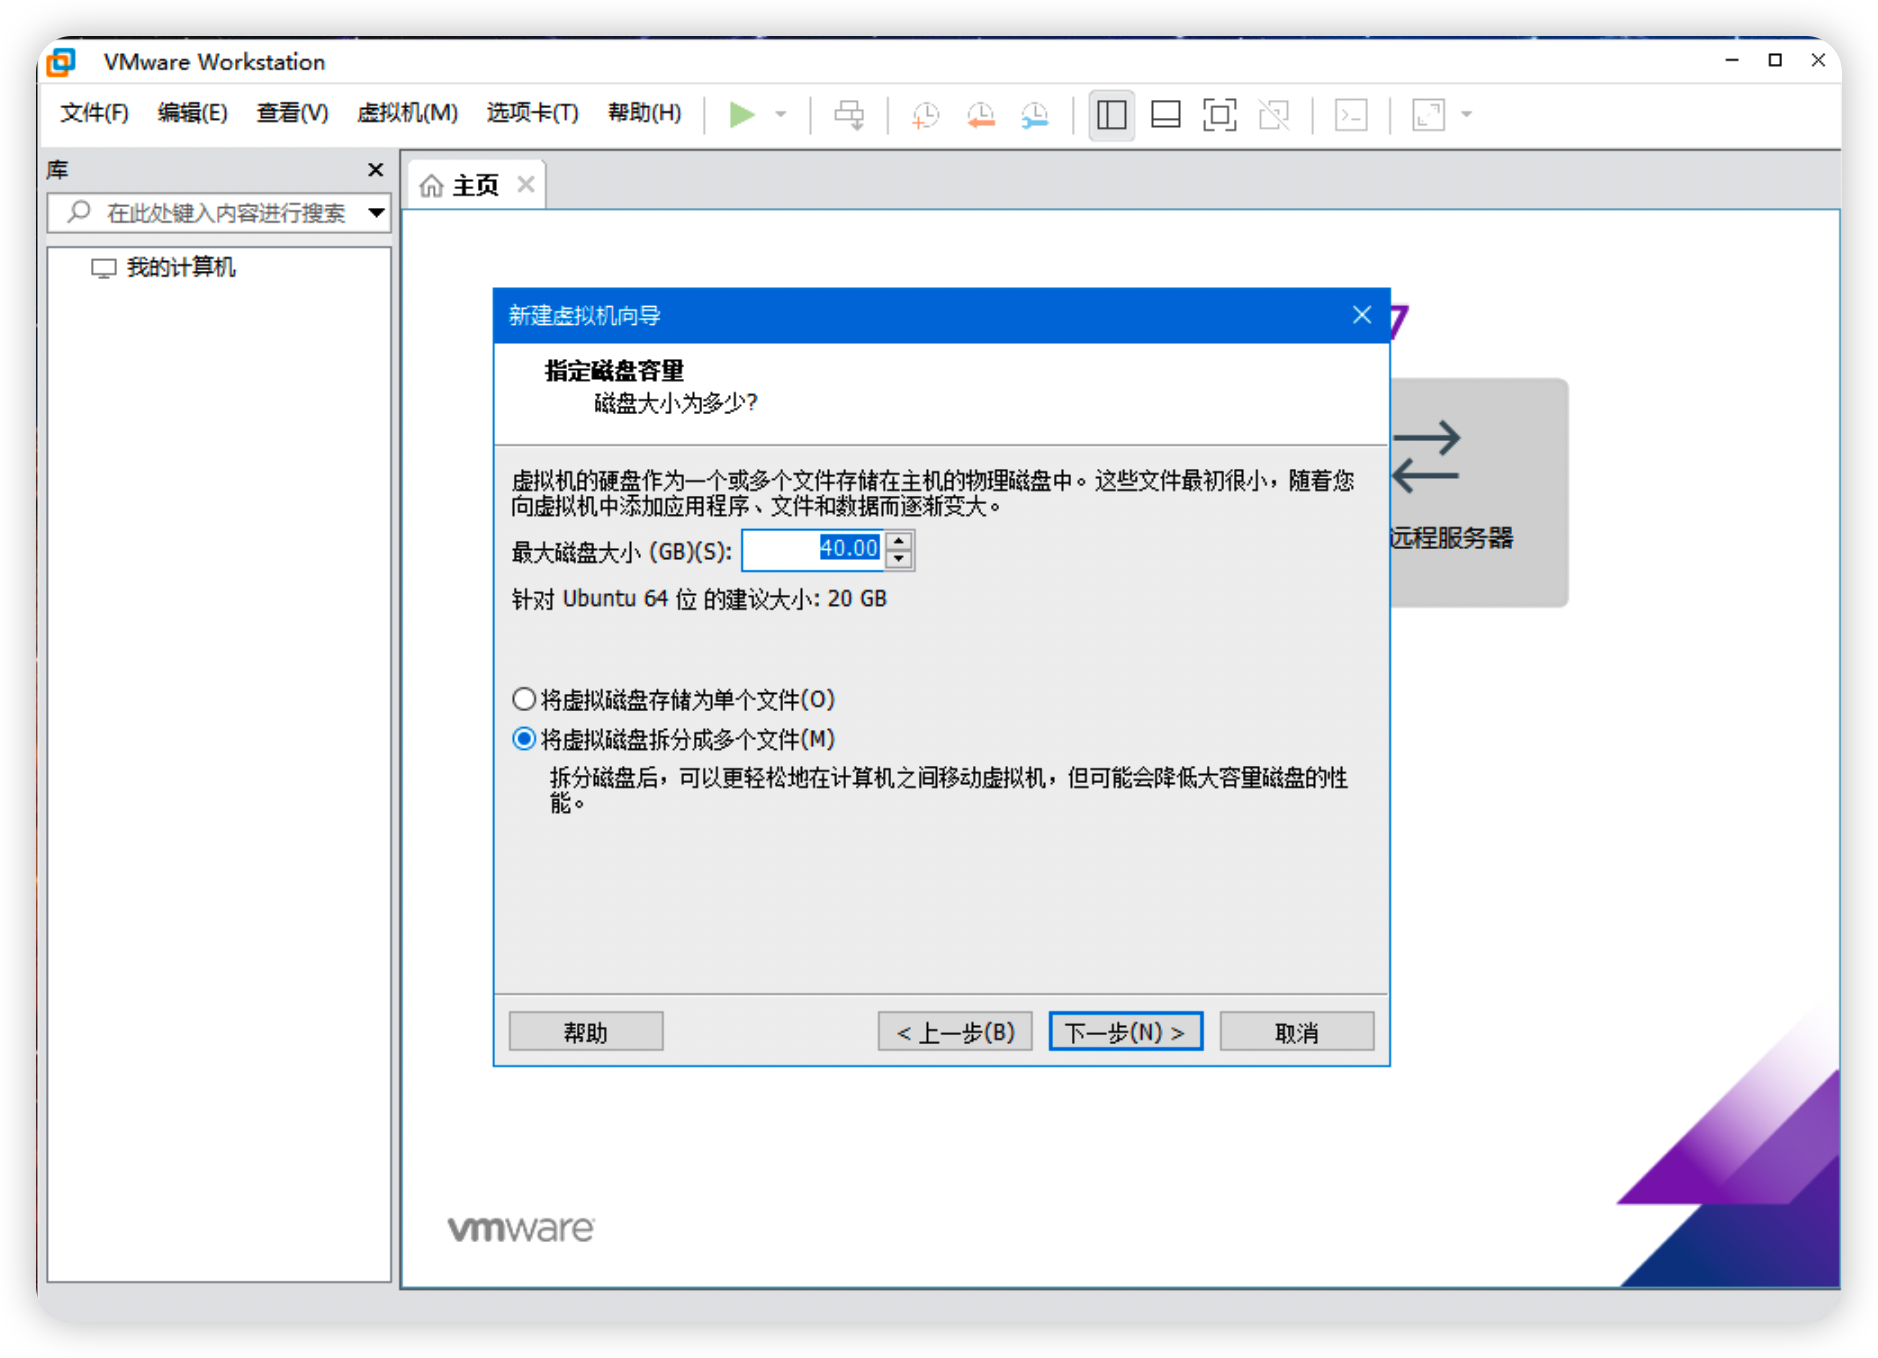 VMware Workstation
文件(F) 编辑(E) 查看(V) 虚拟机(M) 选项卡(T) 帮助(H)
库
主页
在此处键入内容进行搜索
我的计算机
新建虚拟机向导
7
指定磁盘容量
磁盘大小为多少?
虚拟机的硬盘作为一个或多个文件存储在主机的物理磁盘中。这些文件最初很小，随着您
向虚拟机中添加应用程序、文件和数据而逐渐变大。
最大磁盘大小 (GB)(S): 40.00
远程服务器
针对 Ubuntu 64 位 的建议大小: 20 GB
将虚拟磁盘存储为单个文件(O)
将虚拟磁盘拆分成多个文件(M)
拆分磁盘后，可以更轻松地在计算机之间移动虚拟机，但可能会降低大容量磁盘的性
能。
帮助 < 上一步(B) 下一步(N) > 取消
vmware